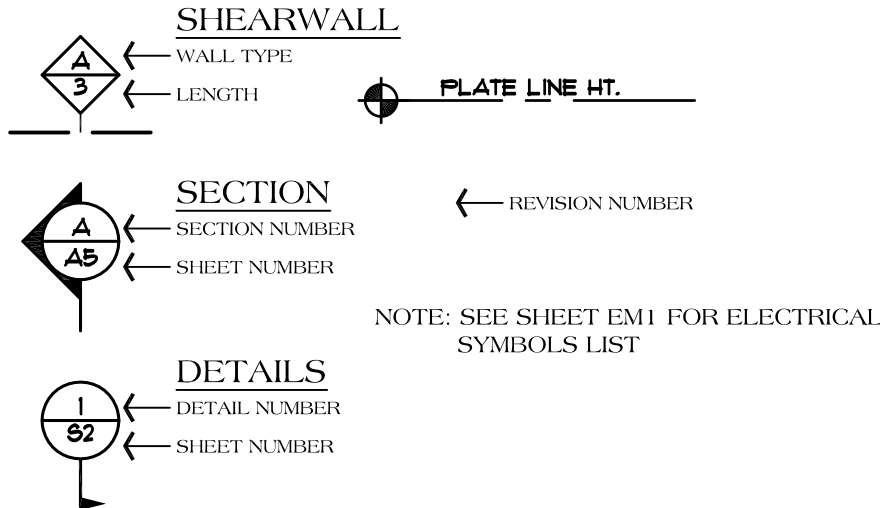 SHEARWALL
A
WALL TYPE
3
LENGTH
PLATE LINE HT.
SECTION
REVISION NUMBER
A
SECTION NUMBER
A5
SHEET NUMBER
NOTE: SEE SHEET EM1 FOR ELECTRICAL
SYMBOLS LIST
DETAILS
1
DETAIL NUMBER
S2
SHEET NUMBER